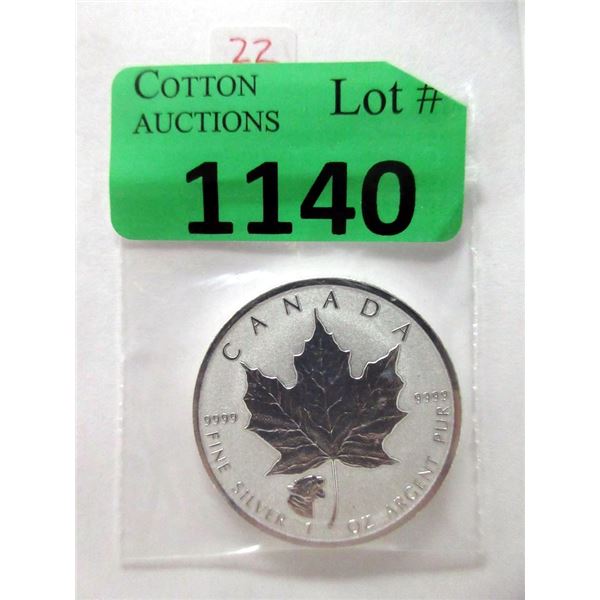 22
COTTON
AUCTIONS
Lot #
1140
CANADA
9999
9999
FINE SILVER 1 OZ ARGENT PUR